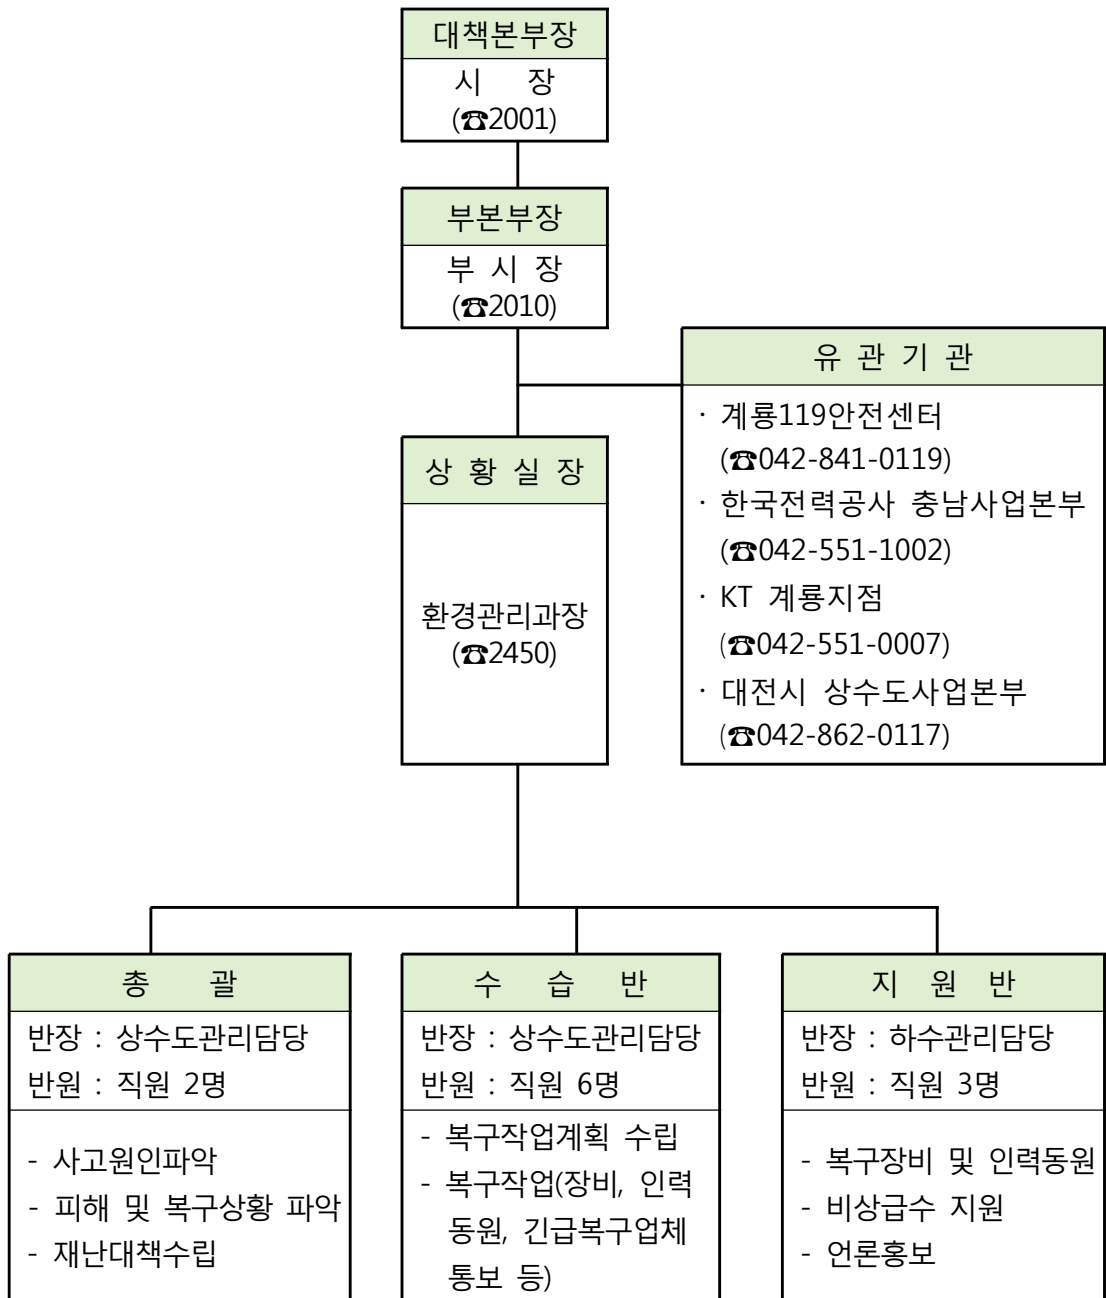 대책본부장
시 장
(☎2001)
부본부장
부 시 장
(☎2010)
유 관 기 관
· 계룡119안전센터
(☎042-841-0119)
· 한국전력공사 충남사업본부
(☎042-551-1002)
· KT 계룡지점
(☎042-551-0007)
· 대전시 상수도사업본부
(☎042-862-0117)
상 황 실 장
환경관리과장
(☎2450)
총 괄
반장 : 상수도관리담당
반원 : 직원 2명
- 사고원인파악
- 피해 및 복구상황 파악
- 재난대책수립
수 습 반
반장 : 상수도관리담당
반원 : 직원 6명
- 복구작업계획 수립
- 복구작업(장비, 인력
동원, 긴급복구업체
통보 등)
지 원 반
반장 : 하수관리담당
반원 : 직원 3명
- 복구장비 및 인력동원
- 비상급수 지원
- 언론홍보